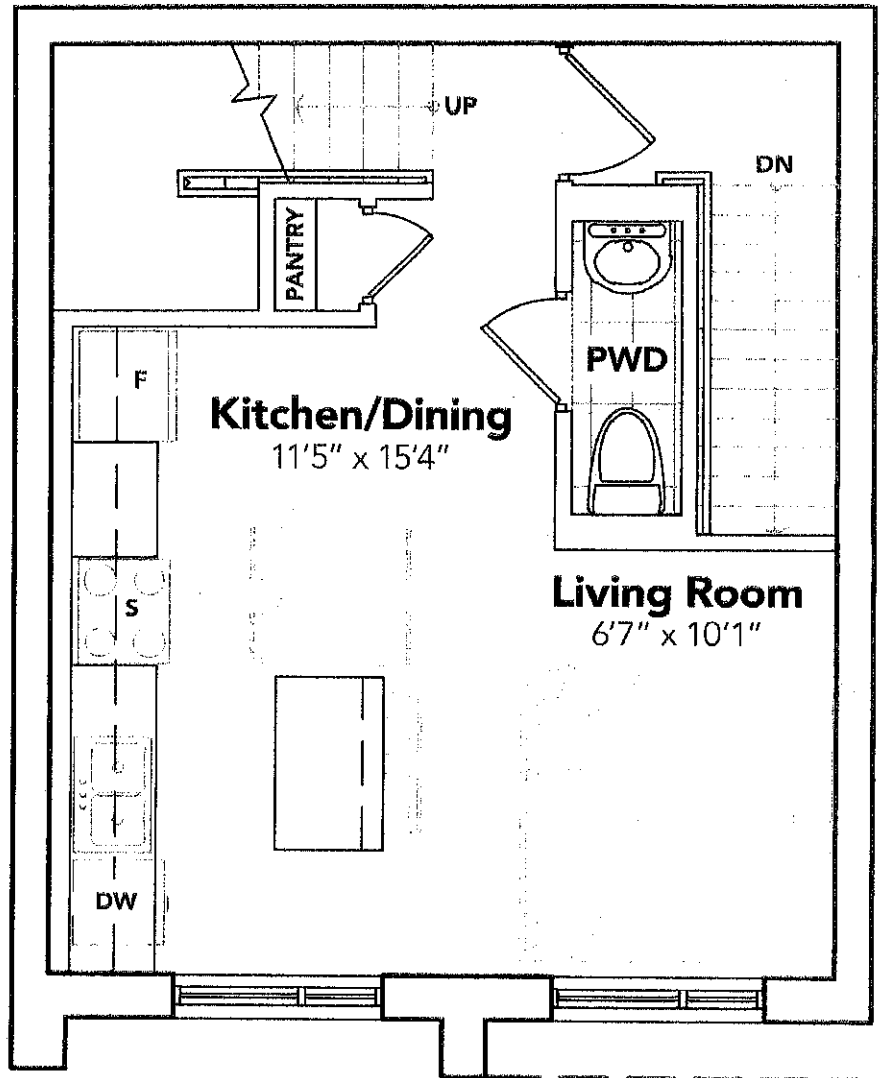 UP
DN
PANTRY
F
PWD
Kitchen/Dining
11'5" x 15'4"
S
Living Room
6'7" x 10'1"
DW